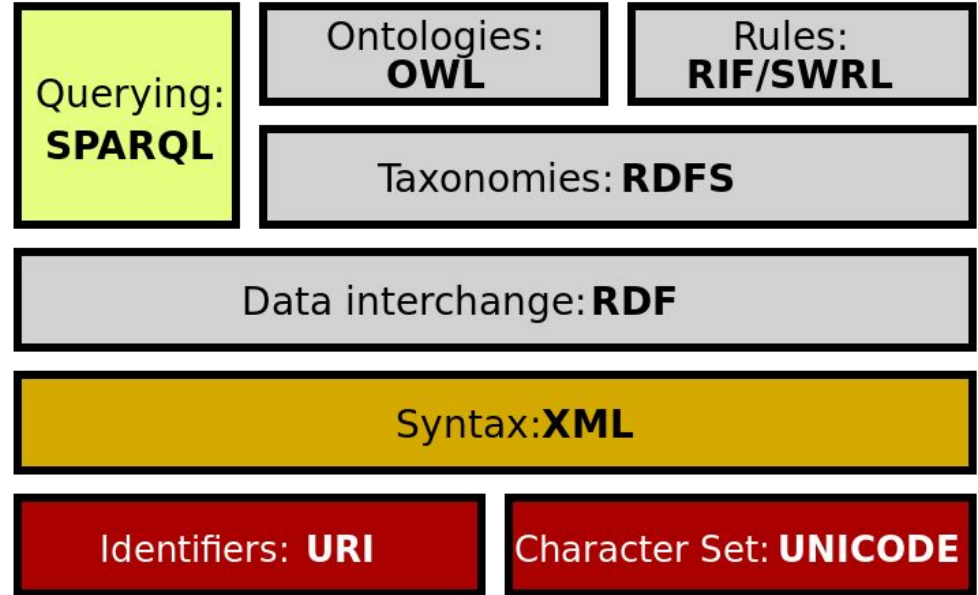 Querying:
SPARQL
Ontologies:
OWL
Rules:
RIF/SWRL
Taxonomies: RDFS
Data interchange: RDF
Syntax:XML
Identifiers: URI
Character Set: UNICODE